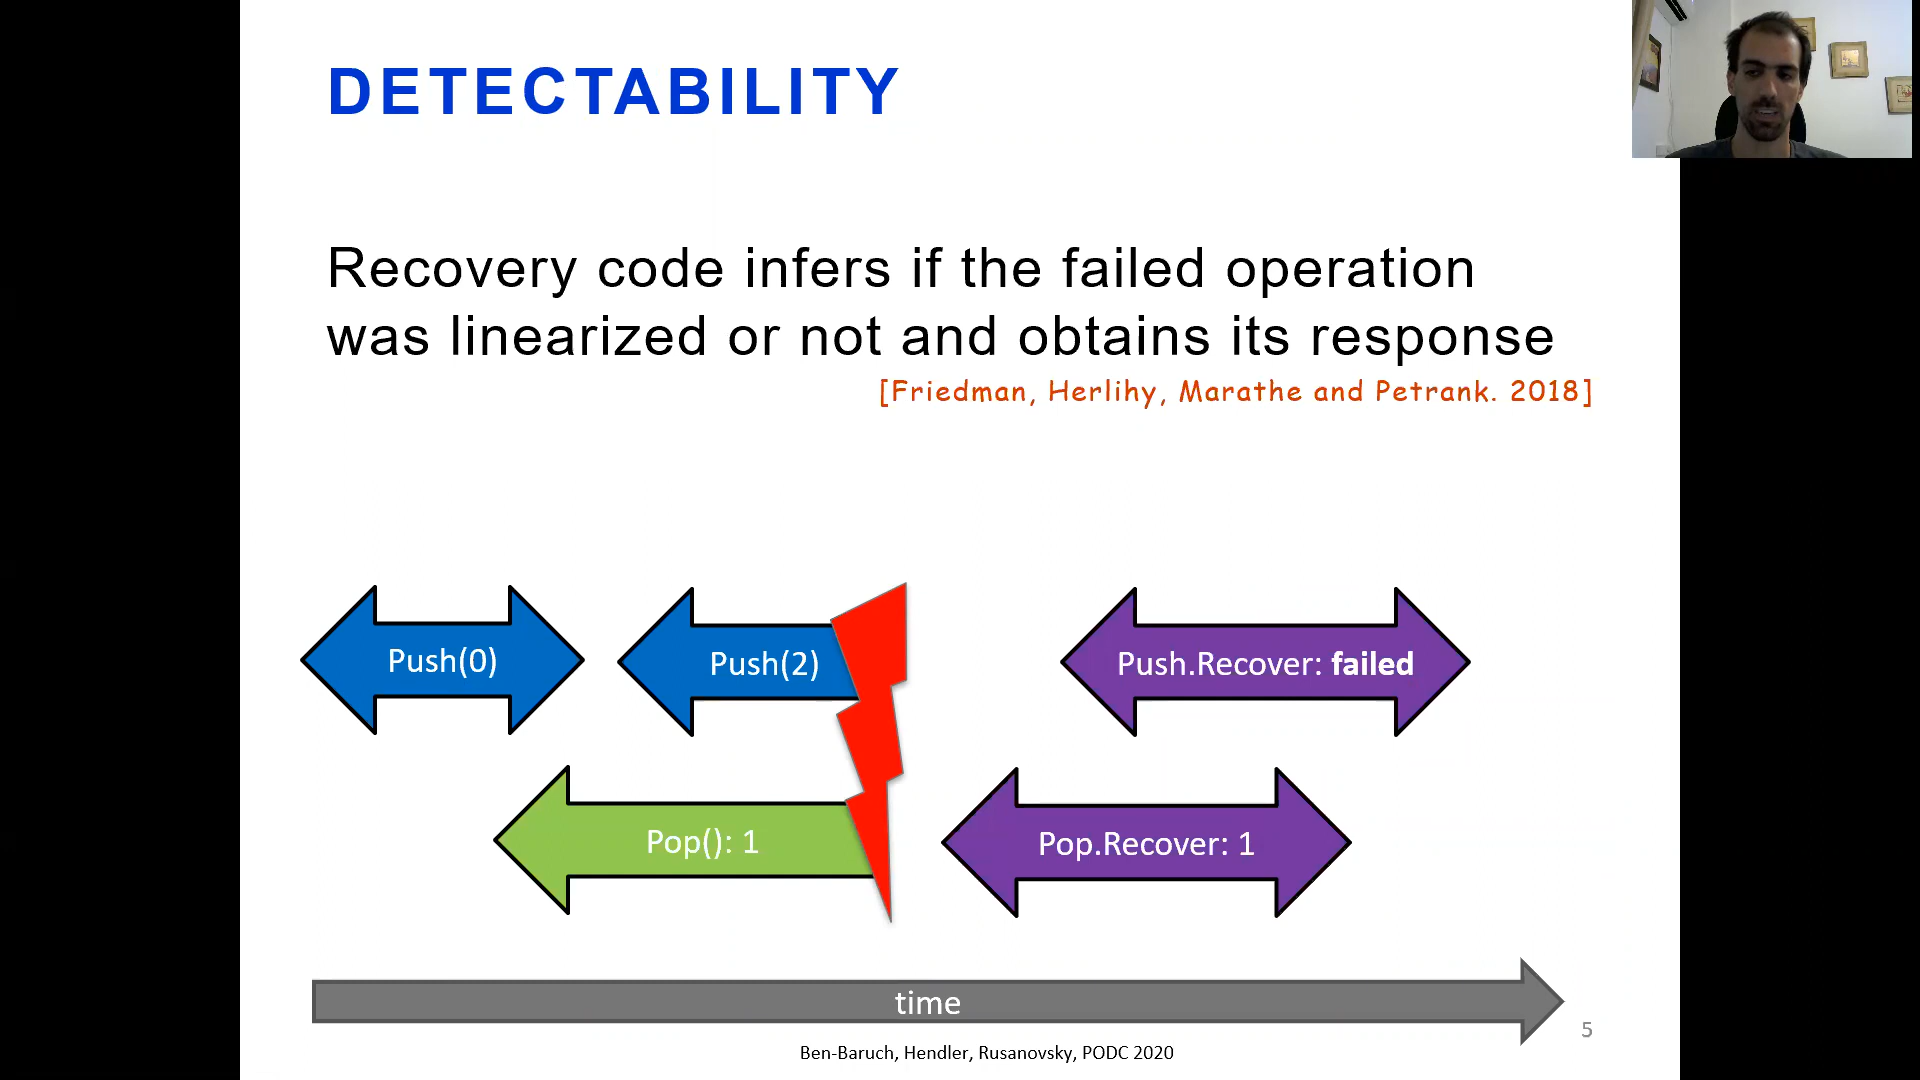 DETECTABILITY
Recovery code infers if the failed operation
was linearized or not and obtains its response
[Friedman, Herlihy, Marathe and Petrank. 2018]
Push(0)
Push(2)
Push.Recover: failed
Pop(): 1
Pop.Recover: 1
time
5
Ben-Baruch, Hendler, Rusanovsky, PODC 2020